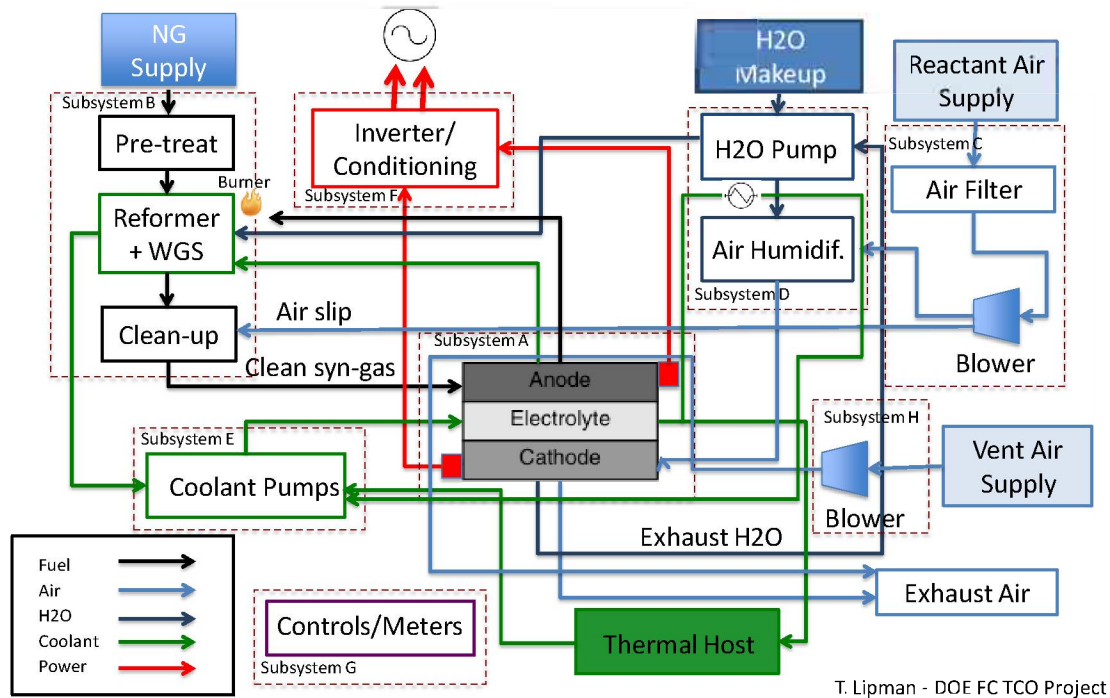 NG
Supply
H2O
Makeup
Reactant Air
Supply
Subsystem B
Pre-treat
Burner
Reformer
+ WGS
Clean-up
Inverter/
Conditioning
Subsystem F
H2O Pump
Air Humidif.
Subsystem D
Subsystem C
Air Filter
Blower
Air slip
Subsystem A
Clean syn-gas
Anode
Electrolyte
Cathode
Subsystem E
Coolant Pumps
Subsystem H
Blower
Vent Air
Supply
Exhaust H2O
Exhaust Air
Fuel
Air
H2O
Coolant
Power
Controls/Meters
Subsystem G
Thermal Host
T. Lipman - DOE FC TCO Project